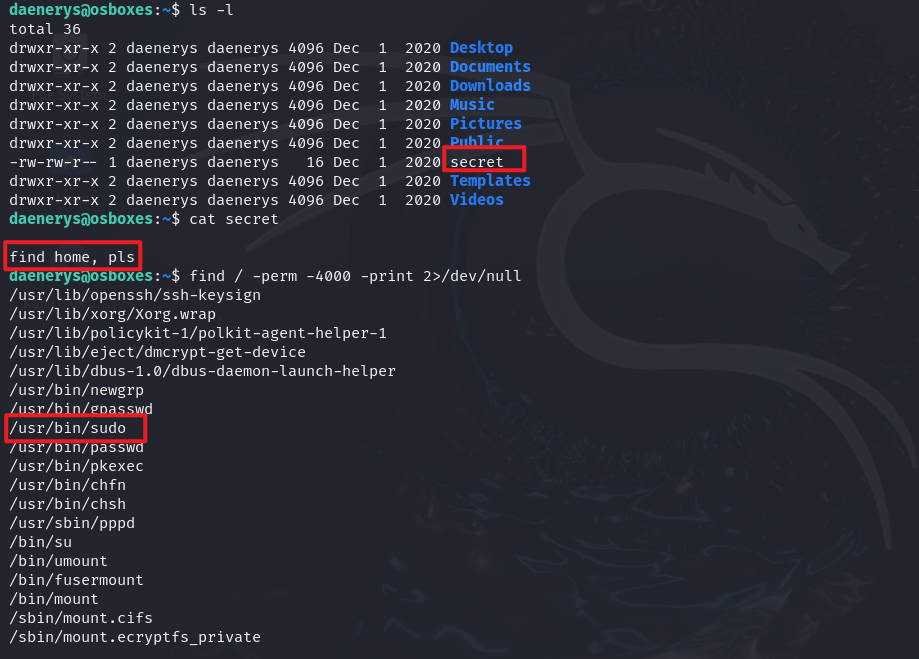 daenerys@osboxes:~$ ls -l
total 36
drwxr-xr-x 2 daenerys daenerys 4096 Dec  1  2020 Desktop
drwxr-xr-x 2 daenerys daenerys 4096 Dec  1  2020 Documents
drwxr-xr-x 2 daenerys daenerys 4096 Dec  1  2020 Downloads
drwxr-xr-x 2 daenerys daenerys 4096 Dec  1  2020 Music
drwxr-xr-x 2 daenerys daenerys 4096 Dec  1  2020 Pictures
drwxr-xr-x 2 daenerys daenerys 4096 Dec  1  2020 Public
-rw-rw-r-- 1 daenerys daenerys   16 Dec  1  2020 secret
drwxr-xr-x 2 daenerys daenerys 4096 Dec  1  2020 Templates
drwxr-xr-x 2 daenerys daenerys 4096 Dec  1  2020 Videos
daenerys@osboxes:~$ cat secret
find home, pls
daenerys@osboxes:~$ find / -perm -4000 -print 2>/dev/null
/usr/lib/openssh/ssh-keysign
/usr/lib/xorg/Xorg.wrap
/usr/lib/policykit-1/polkit-agent-helper-1
/usr/lib/eject/dmcrypt-get-device
/usr/lib/dbus-1.0/dbus-daemon-launch-helper
/usr/bin/newgrp
/usr/bin/gpasswd
/usr/bin/sudo
/usr/bin/passwd
/usr/bin/pkexec
/usr/bin/chfn
/usr/bin/chsh
/usr/sbin/pppd
/bin/su
/bin/umount
/bin/fusermount
/bin/mount
/sbin/mount.cifs
/sbin/mount.ecryptfs_private